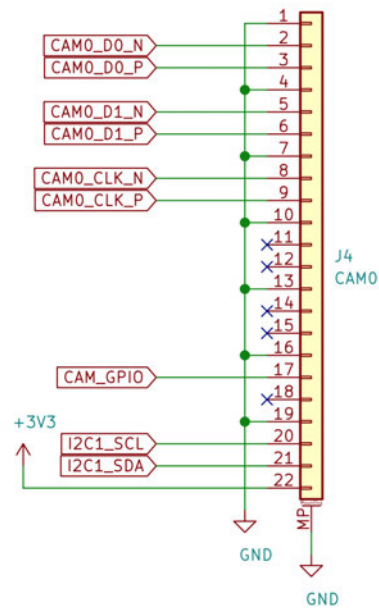 1
CAM0_D0_N 2
CAM0_D0_P 3
4
CAM0_D1_N 5
CAM0_D1_P 6
7
CAM0_CLK_N 8
CAM0_CLK_P 9
10
11
12
J4
CAM0
13
14
15
16
CAM_GPIO 17
18
+3V3
19
I2C1_SCL 20
I2C1_SDA 21
22
MP
GND
GND